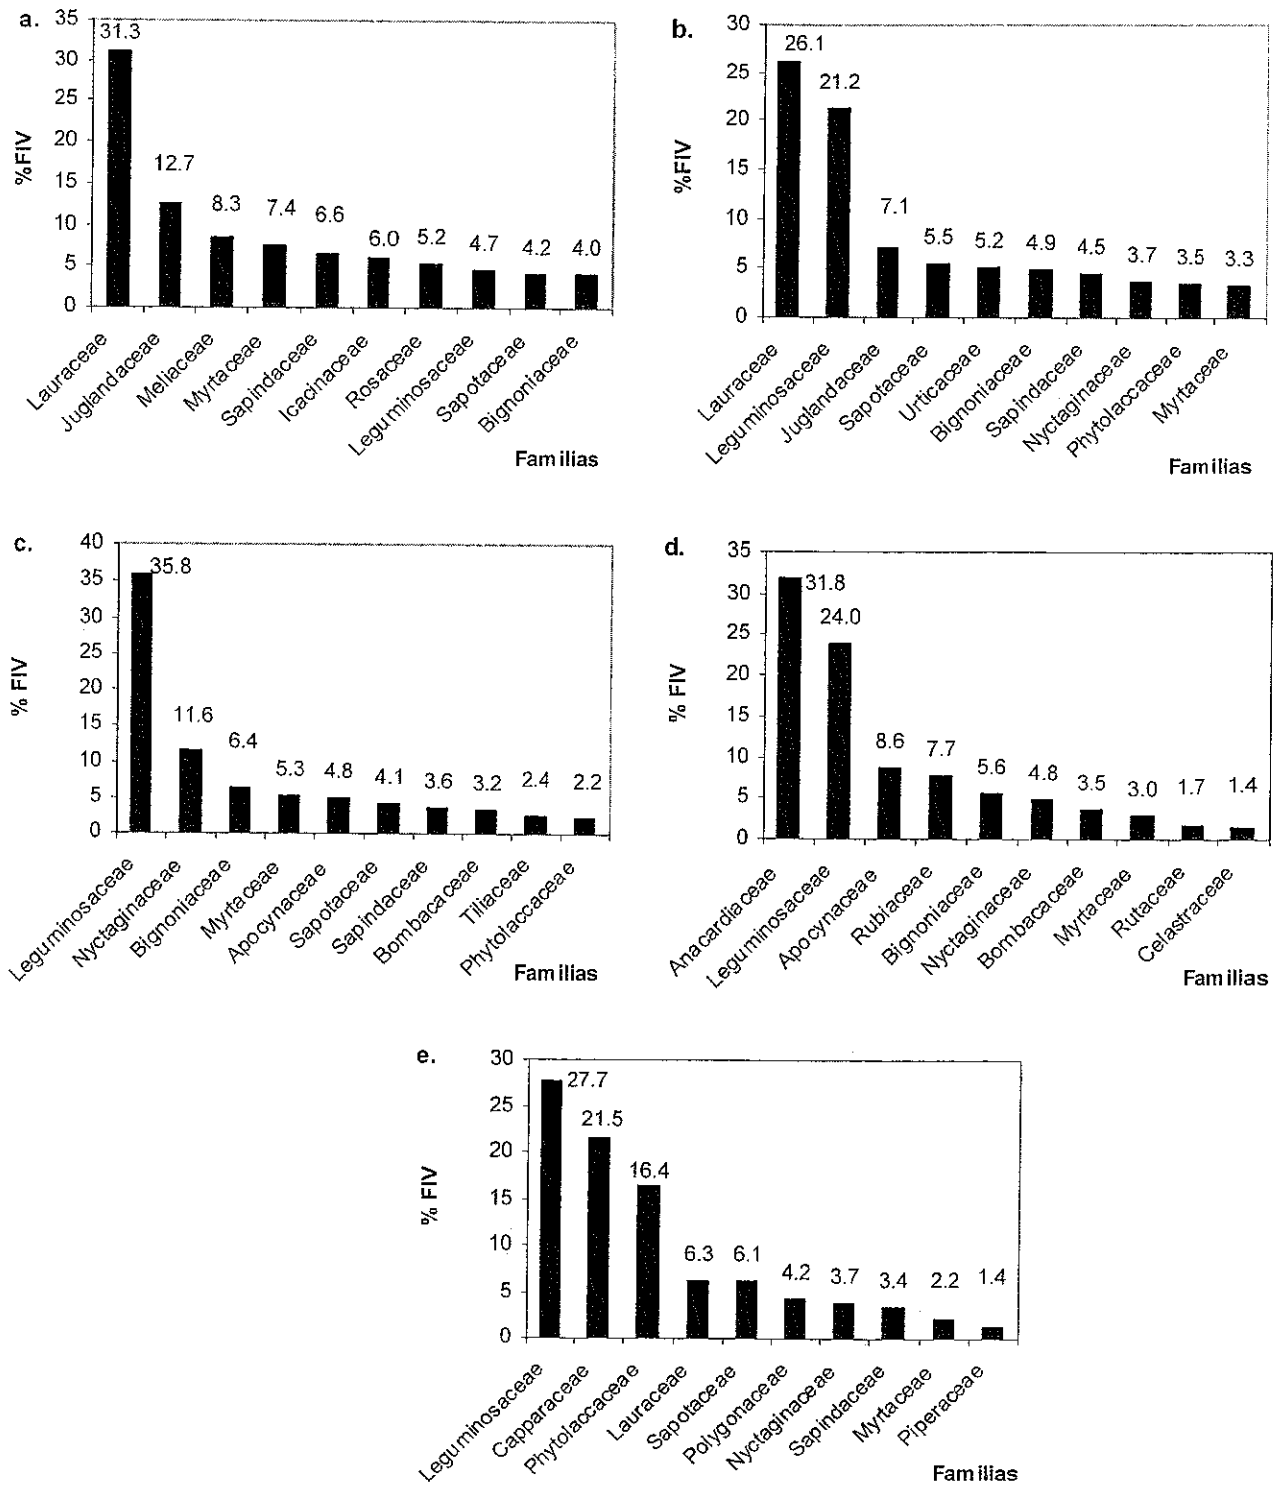 a.
35
30
25
20
15
10
5
0
%FIV
31.3
12.7
8.3
7.4
6.6
6.0
5.2
4.7
4.2
4.0
Lauraceae
Juglandaceae
Meliaceae
Myrtaceae
Sapindaceae
Icacinaceae
Rosaceae
Leguminosaceae
Sapotaceae
Bignoniaceae
Familias
b.
30
25
20
15
10
5
0
%FIV
26.1
21.2
7.1
5.5
5.2
4.9
4.5
3.7
3.5
3.3
Lauraceae
Leguminosaceae
Juglandaceae
Sapotaceae
Urticaceae
Bignoniaceae
Sapindaceae
Nyctaginaceae
Phytolaccaceae
Myrtaceae
Familias
c.
40
35
30
25
20
15
10
5
0
% FIV
35.8
11.6
6.4
5.3
4.8
4.1
3.6
3.2
2.4
2.2
Leguminosaceae
Nyctaginaceae
Bignoniaceae
Myrtaceae
Apocynaceae
Sapotaceae
Sapindaceae
Bombacaceae
Tiliaceae
Phytolaccaceae
Familias
d.
35
30
25
20
15
10
5
0
% FIV
31.8
24.0
8.6
7.7
5.6
4.8
3.5
3.0
1.7
1.4
Anacardiaceae
Leguminosaceae
Apocynaceae
Rubiaceae
Bignoniaceae
Nyctaginaceae
Bombacaceae
Myrtaceae
Rutaceae
Celastraceae
Familias
e.
30
25
20
15
10
5
0
% FIV
27.7
21.5
16.4
6.3
6.1
4.2
3.7
3.4
2.2
1.4
Leguminosaceae
Capparaceae
Phytolaccaceae
Lauraceae
Sapotaceae
Polygonaceae
Nyctaginaceae
Sapindaceae
Myrtaceae
Piperaceae
Familias